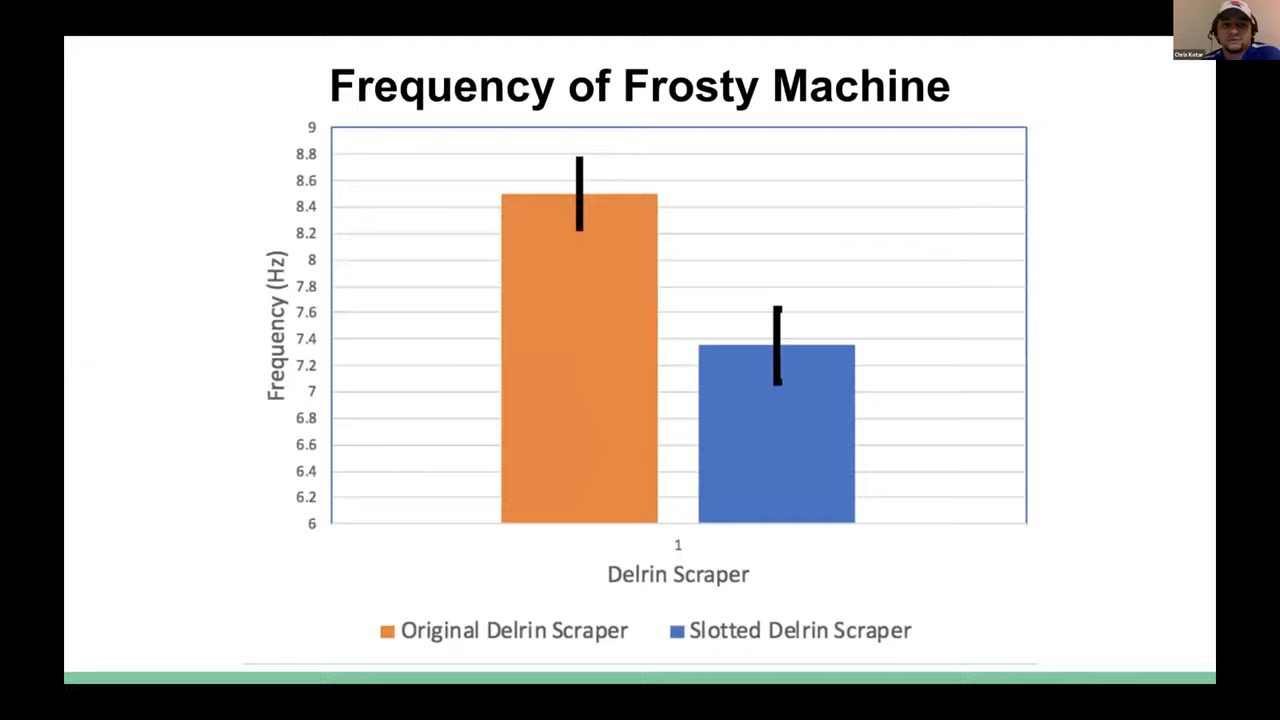 Chris Kotar
Frequency of Frosty Machine
9
8.8
8.6
8.4
8.2
8
7.8
7.6
7.4
7.2
7
6.8
6.6
6.4
6.2
6
Frequency (Hz)
1
Delrin Scraper
Original Delrin Scraper
Slotted Delrin Scraper